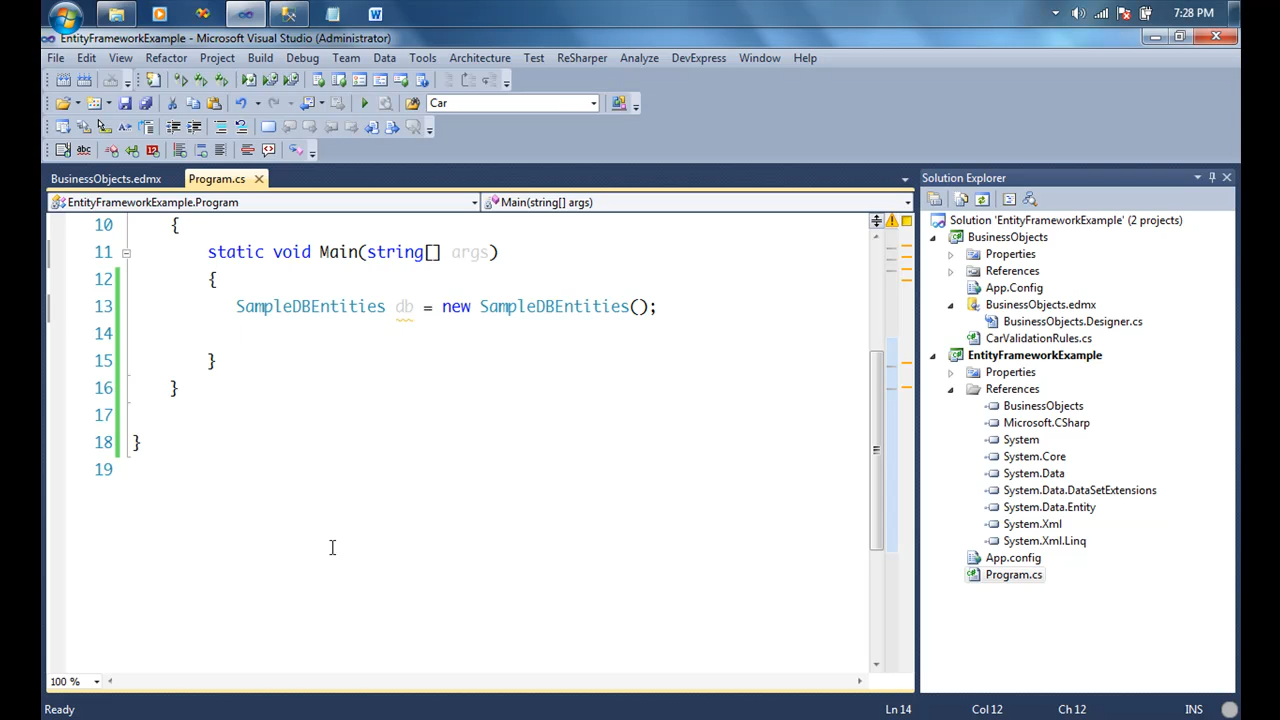 7:28 PM
EntityFrameworkExample - Microsoft Visual Studio (Administrator)
File Edit View Refactor Project Build Debug Team Data Tools Architecture Test ReSharper Analyze DevExpress Window Help
Car
BusinessObjects.edmx Program.cs
EntityFrameworkExample.Program Main(string[] args)
10 {
11 static void Main(string[] args)
12 {
13 SampleDBEntities db = new SampleDBEntities();
14
15 }
16 }
17
18 }
19
100 %
Solution Explorer
Solution 'EntityFrameworkExample' (2 projects)
BusinessObjects
Properties
References
App.Config
BusinessObjects.edmx
BusinessObjects.Designer.cs
CarValidationRules.cs
EntityFrameworkExample
Properties
References
BusinessObjects
Microsoft.CSharp
System
System.Core
System.Data
System.Data.DataSetExtensions
System.Data.Entity
System.Xml
System.Xml.Linq
App.config
Program.cs
Ready Ln 14 Col 12 Ch 12 INS